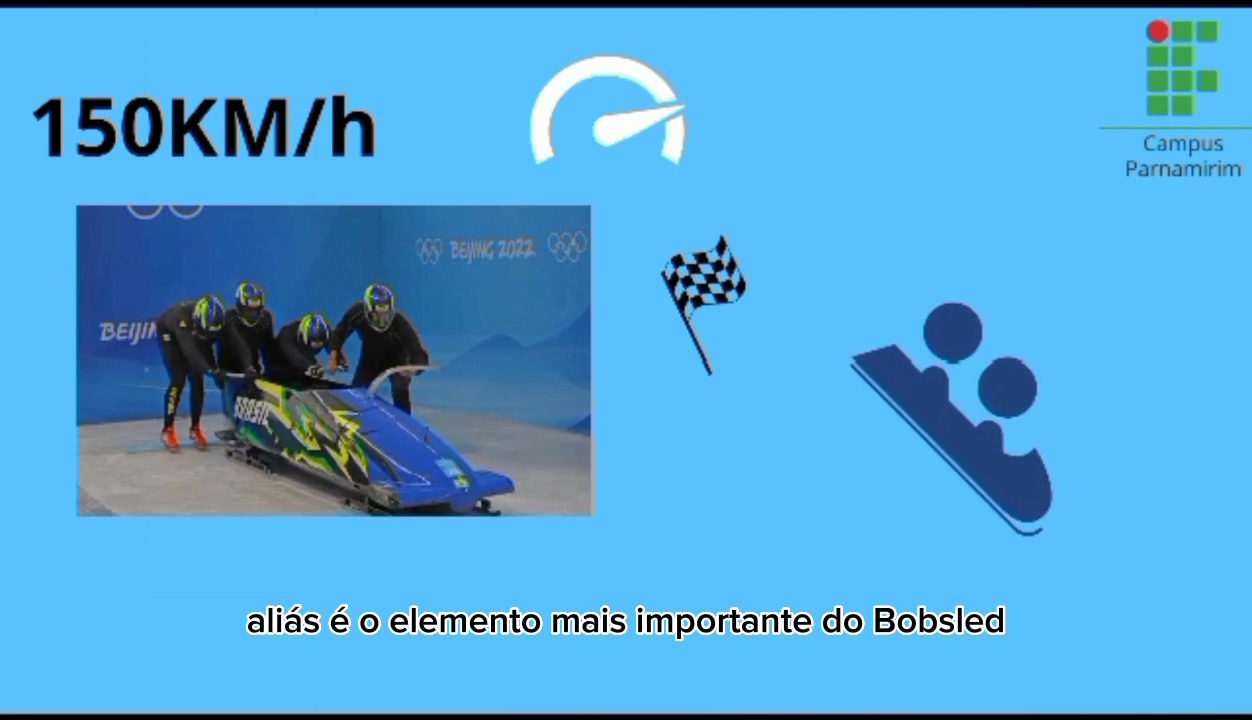 150KM/h
Campus
Parnamirim
BEIJING 2022
BEIJIN
BRASIL
aliás é o elemento mais importante do Bobsled